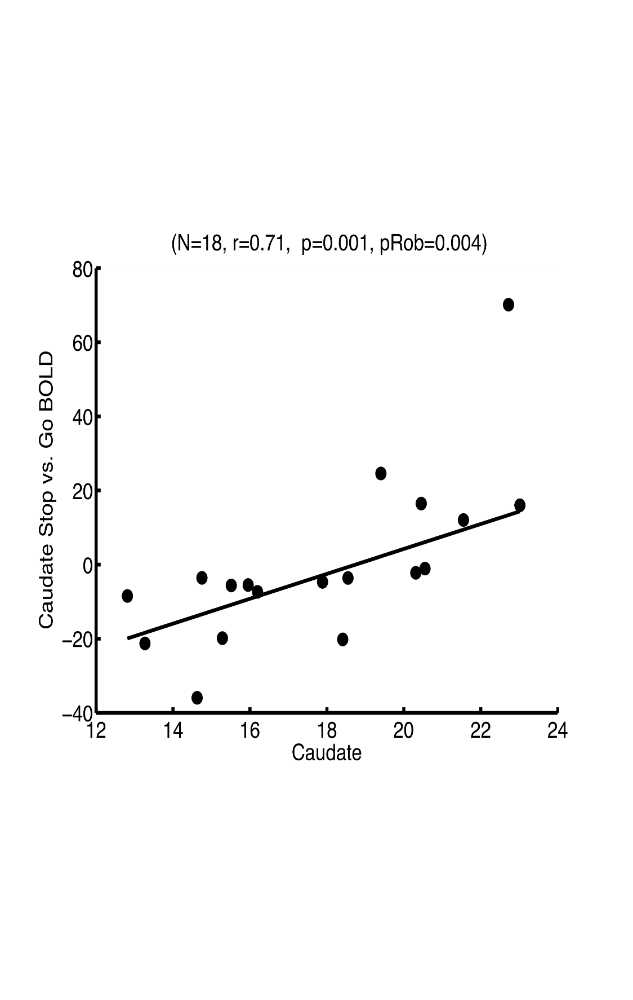 (N=18, r=0.71,  p=0.001, pRob=0.004)
80
60
40
20
0
−20
−40
Caudate Stop vs. Go BOLD
12 14 16 18 20 22 24
Caudate